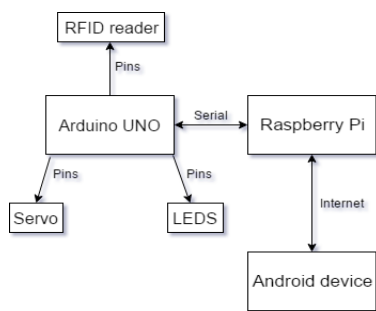 RFID reader
Pins
Arduino UNO
Serial
Raspberry Pi
Pins
Pins
Servo
LEDS
Internet
Android device